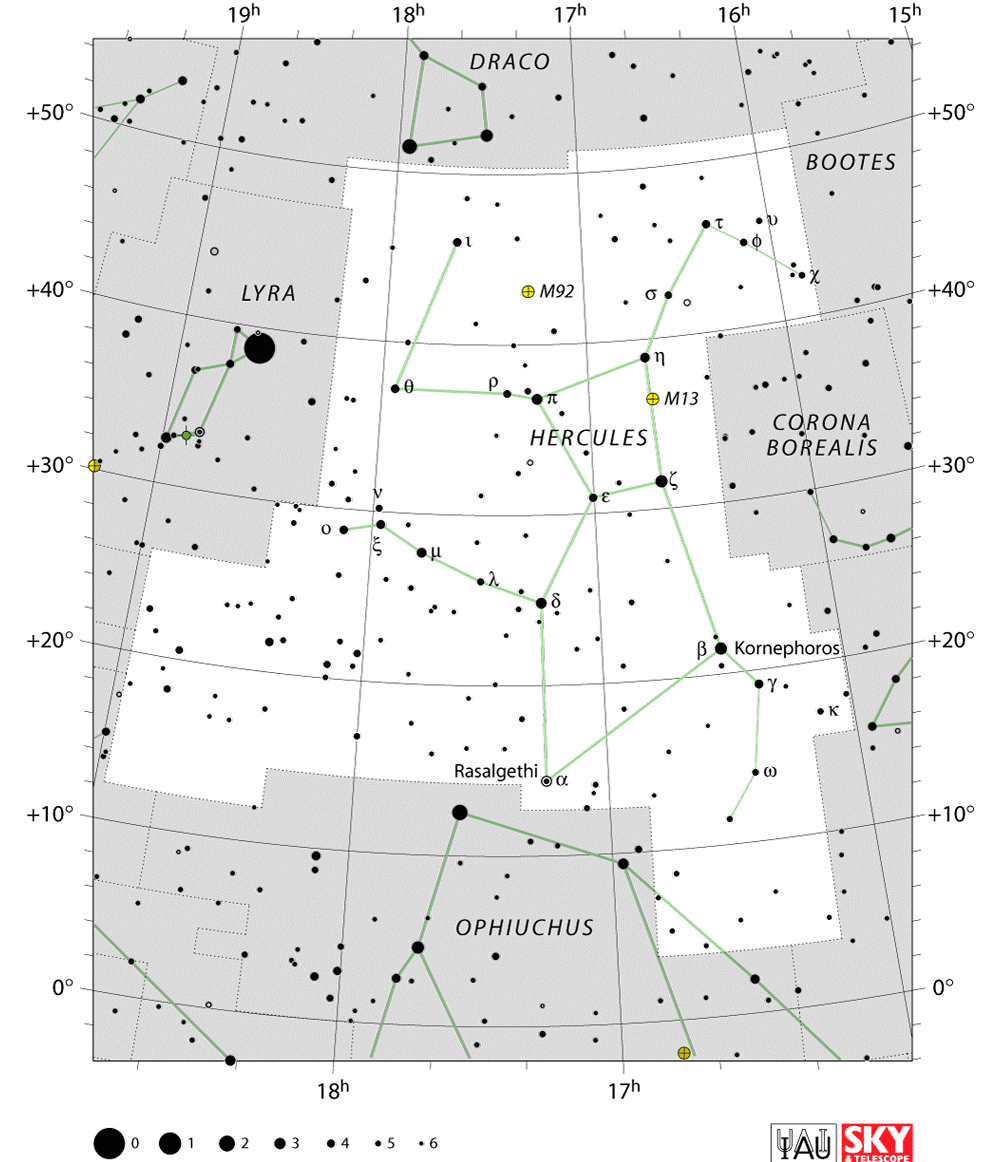 19h 18h 17h 16h 15h
DRACO
+50° +50°
BOOTES
τ υ
ι φ
χ
+40° M92 σ +40°
LYRA
η
θ ρ π M13
HERCULES CORONA
BOREALIS
+30° ε ζ +30°
ν
ο
ξ μ
λ
δ
+20° β Kornephoros +20°
γ
κ
Rasalgethi α ω
+10° +10°
OPHIUCHUS
0° 0°
18h 17h
0 1 2 3 4 5 6
IAU SKY
& TELESCOPE